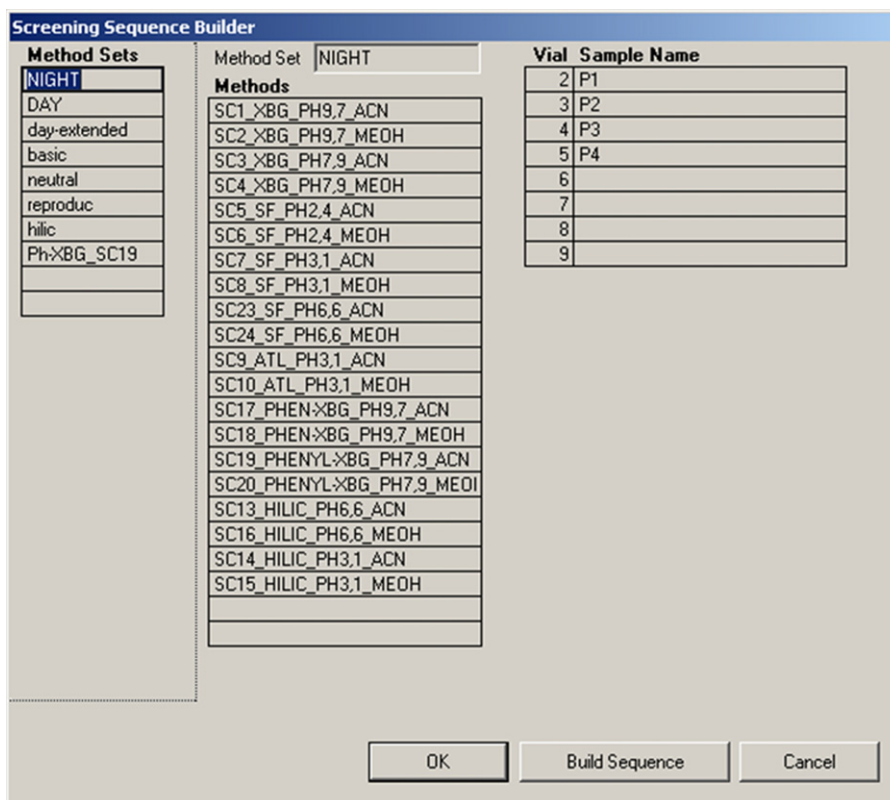 Screening Sequence Builder
Method Sets
NIGHT
DAY
day-extended
basic
neutral
reproduc
hilic
Ph-XBG_SC19
Method Set NIGHT
Methods
SC1_XBG_PH9,7_ACN
SC2_XBG_PH9,7_MEOH
SC3_XBG_PH7,9_ACN
SC4_XBG_PH7,9_MEOH
SC5_SF_PH2,4_ACN
SC6_SF_PH2,4_MEOH
SC7_SF_PH3,1_ACN
SC8_SF_PH3,1_MEOH
SC23_SF_PH6,6_ACN
SC24_SF_PH6,6_MEOH
SC9_ATL_PH3,1_ACN
SC10_ATL_PH3,1_MEOH
SC17_PHEN-XBG_PH9,7_ACN
SC18_PHEN-XBG_PH9,7_MEOH
SC19_PHENYL-XBG_PH7,9_ACN
SC20_PHENYL-XBG_PH7,9_MEOI
SC13_HILIC_PH6,6_ACN
SC16_HILIC_PH6,6_MEOH
SC14_HILIC_PH3,1_ACN
SC15_HILIC_PH3,1_MEOH
Vial Sample Name
2 P1
3 P2
4 P3
5 P4
6
7
8
9
OK Build Sequence Cancel